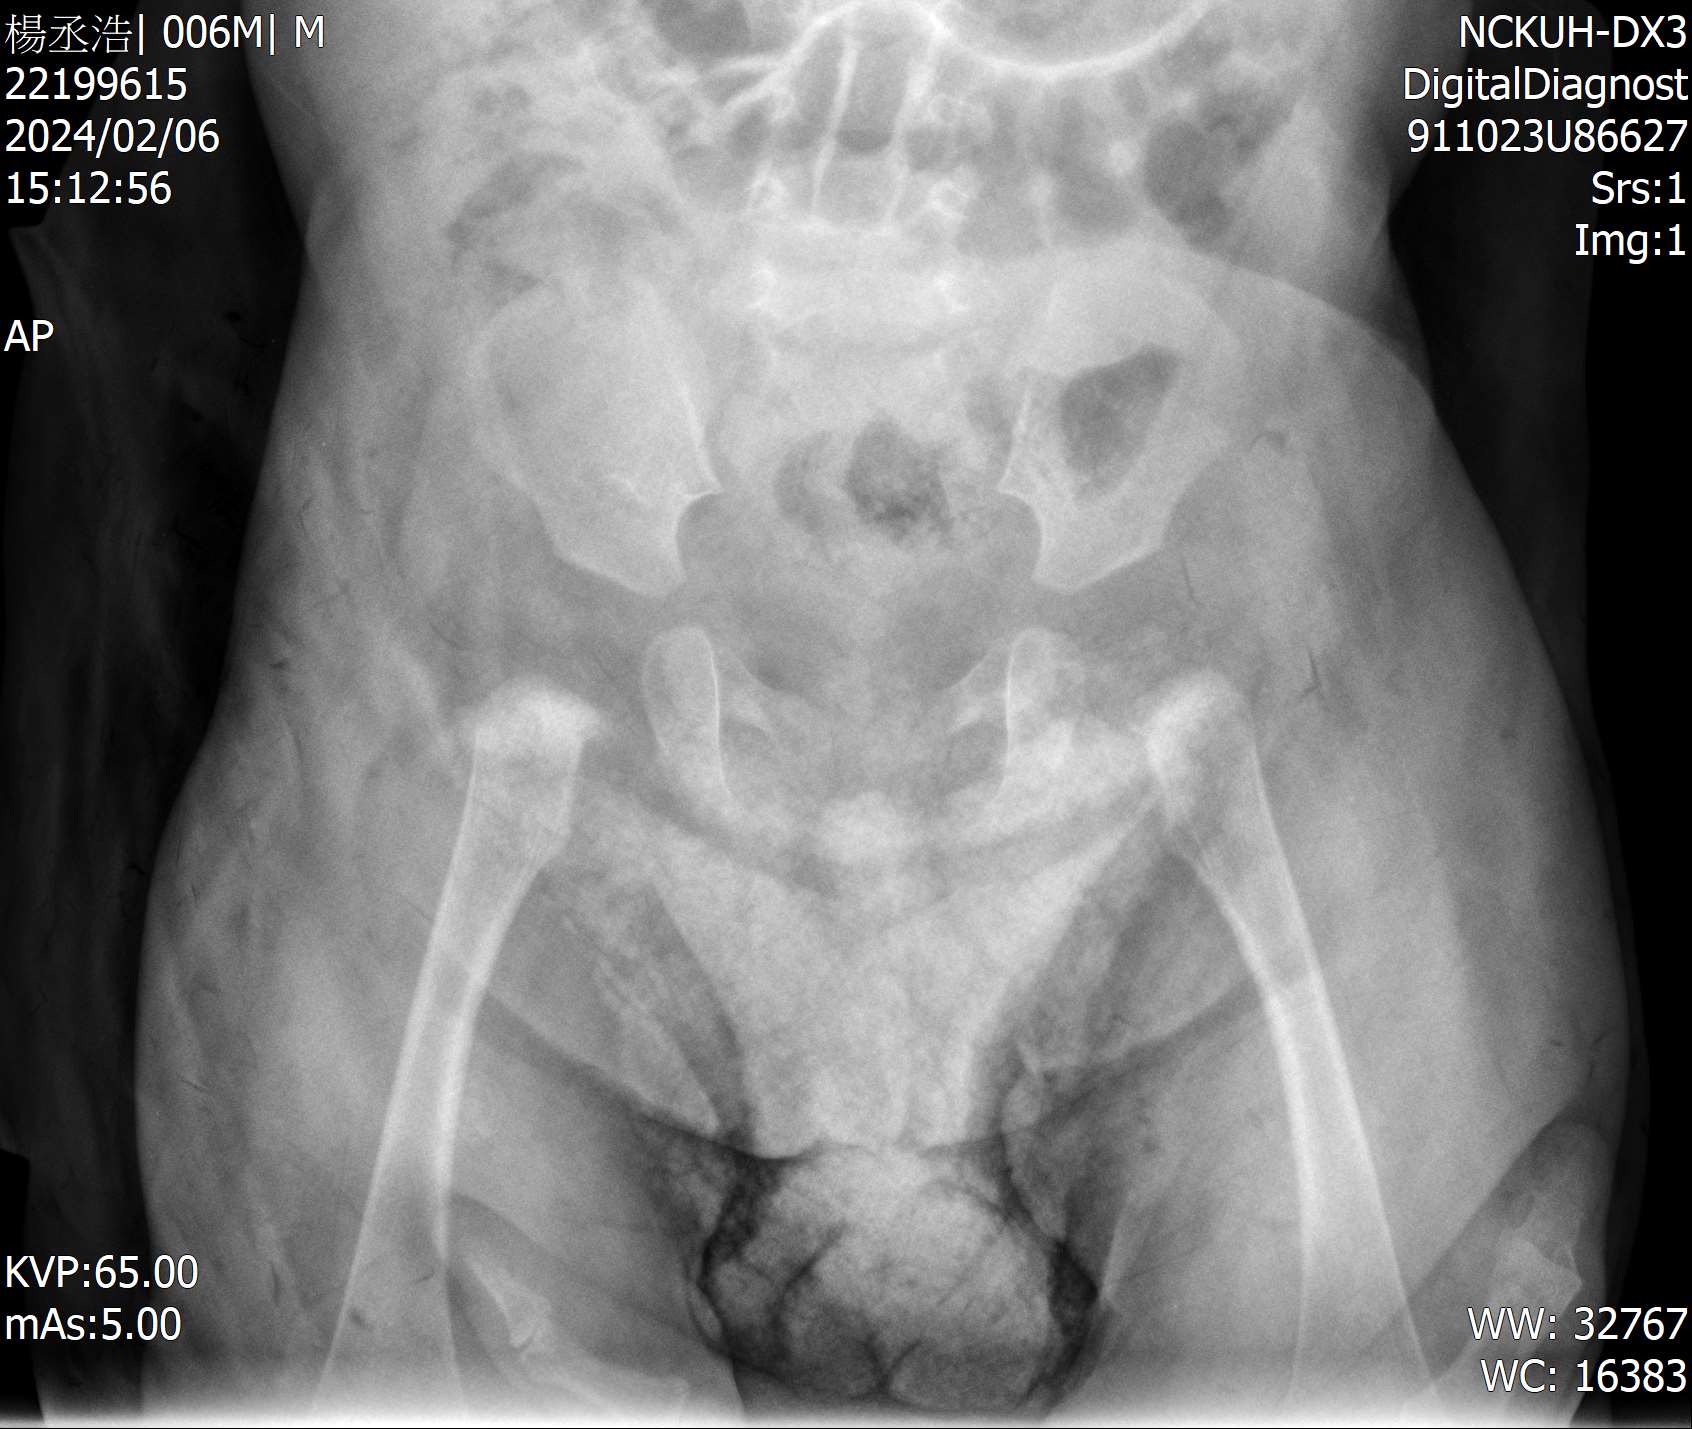 楊丞浩| 006M| M
22199615
2024/02/06
15:12:56
NCKUH-DX3
DigitalDiagnost
911023U86627
Srs:1
Img:1
AP
KVP:65.00
mAs:5.00
WW: 32767
WC: 16383